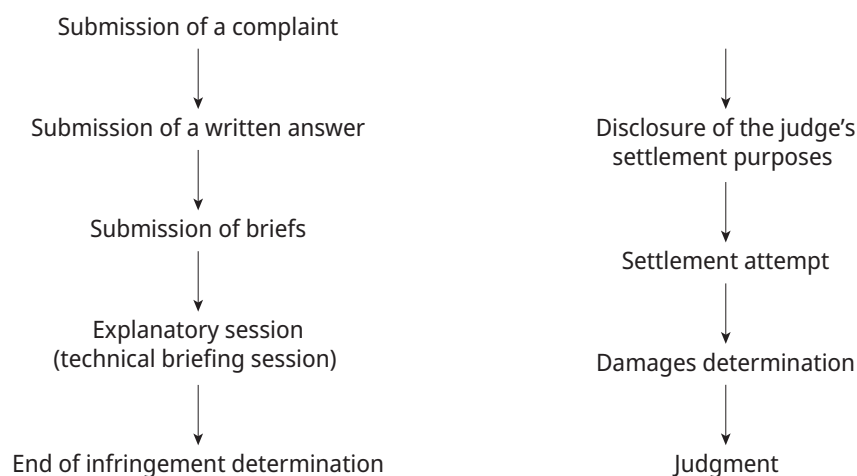 Submission of a complaint
Submission of a written answer
Submission of briefs
Explanatory session
(technical briefing session)
End of infringement determination
Disclosure of the judge’s
settlement purposes
Settlement attempt
Damages determination
Judgment